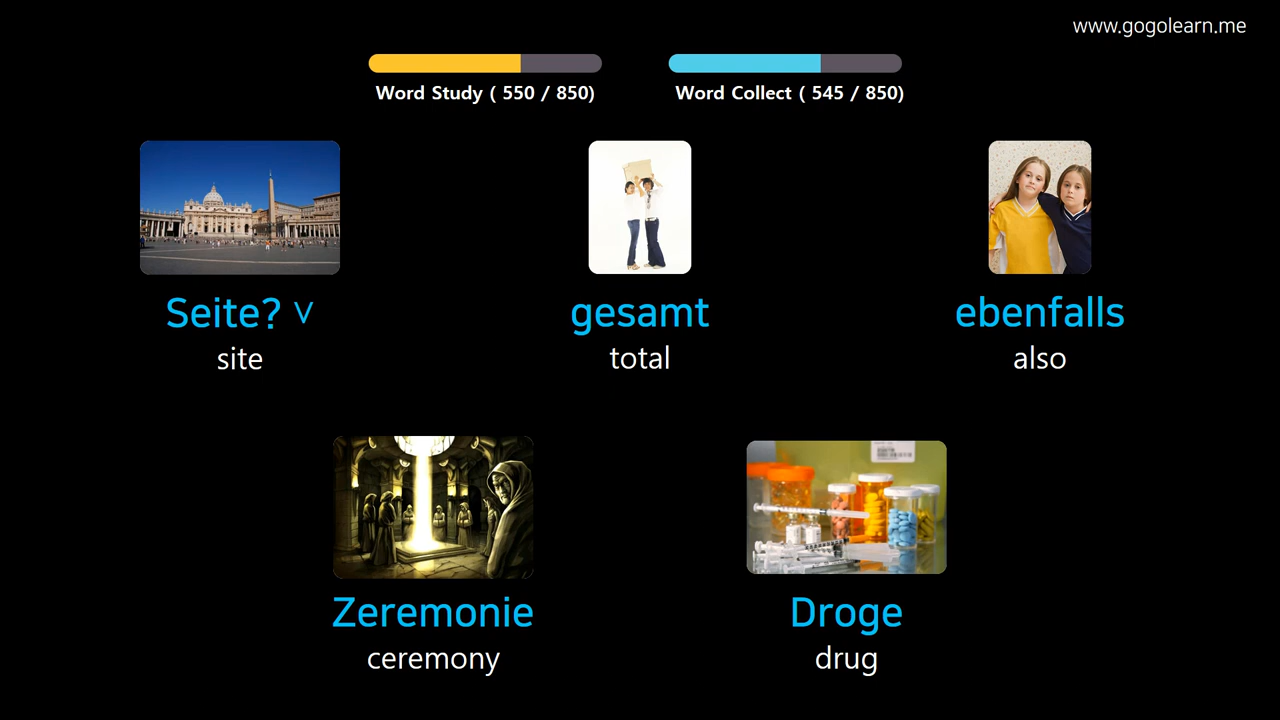 www.gogolearn.me
Word Study ( 550 / 850)
Word Collect ( 545 / 850)
Seite? V
site
gesamt
total
ebenfalls
also
Zeremonie
ceremony
Droge
drug